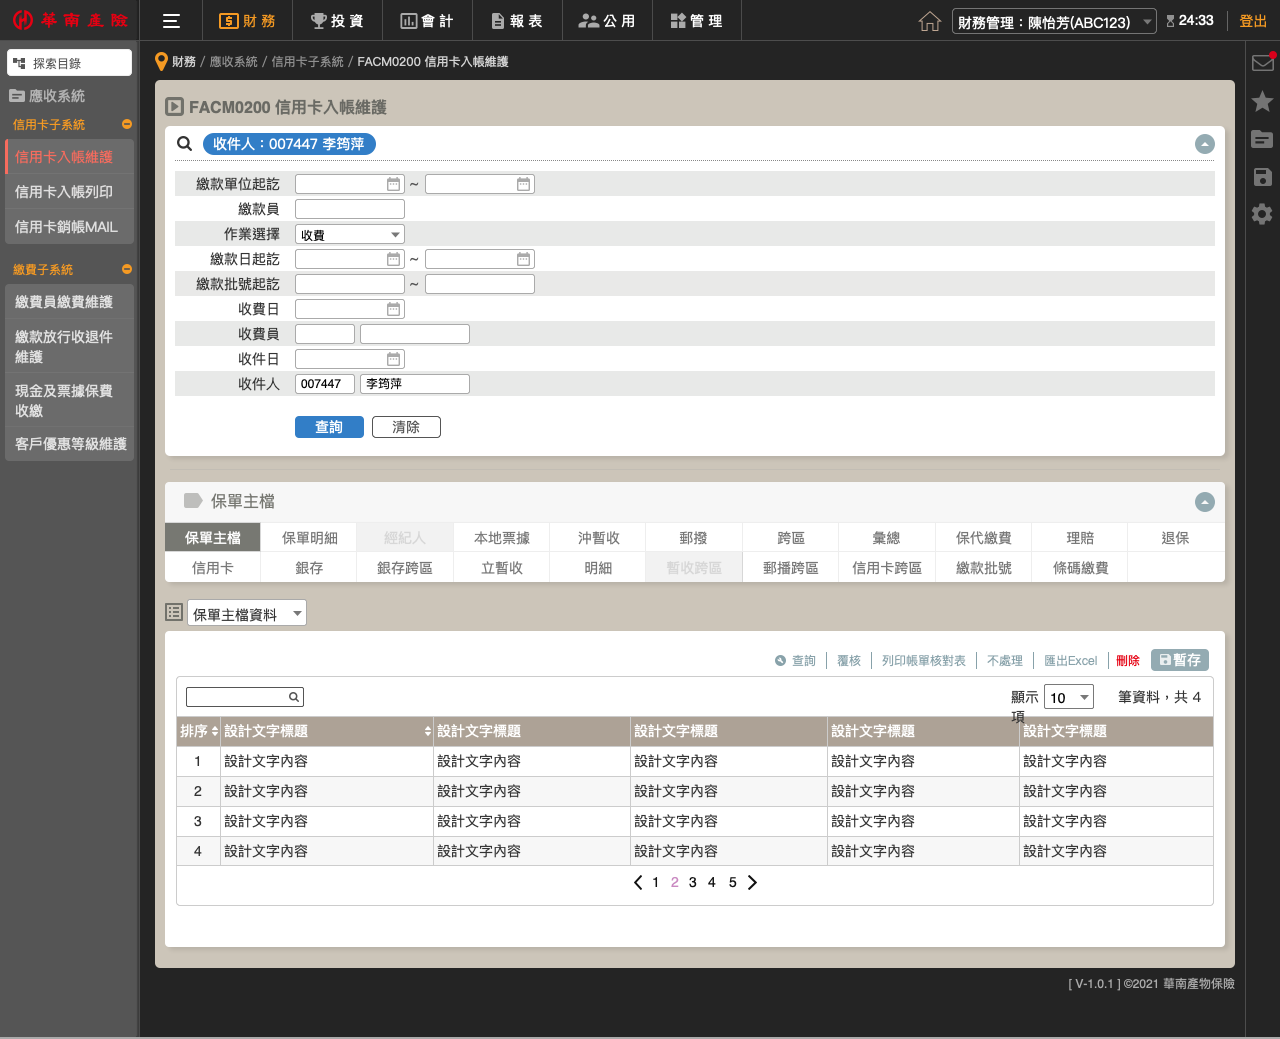 華南產險
財務
投資
會計
報表
公用
管理
財務管理：陳怡芳(ABC123)
24:33
登出
探索目錄
應收系統
信用卡子系統
信用卡入帳維護
信用卡入帳列印
信用卡銷帳MAIL
繳費子系統
繳費員繳費維護
繳款放行收退件
維護
現金及票據保費
收繳
客戶優惠等級維護
財務 / 應收系統 / 信用卡子系統 / FACM0200 信用卡入帳維護
FACM0200 信用卡入帳維護
收件人：007447 李筠萍
繳款單位起訖 ~
繳款員
作業選擇 收費
繳款日起訖 ~
繳款批號起訖 ~
收費日
收費員
收件日
收件人 007447 李筠萍
查詢 清除
保單主檔
保單主檔 保單明細 經紀人 本地票據 沖暫收 郵撥 跨區 彙總 保代繳費 理賠 退保
信用卡 銀存 銀存跨區 立暫收 明細 暫收跨區 郵播跨區 信用卡跨區 繳款批號 條碼繳費
保單主檔資料
查詢 覆核 列印帳單核對表 不處理 匯出Excel 刪除 暫存
顯示 10 筆資料，共 4
項
排序 設計文字標題 設計文字標題 設計文字標題 設計文字標題 設計文字標題
1 設計文字內容 設計文字內容 設計文字內容 設計文字內容 設計文字內容
2 設計文字內容 設計文字內容 設計文字內容 設計文字內容 設計文字內容
3 設計文字內容 設計文字內容 設計文字內容 設計文字內容 設計文字內容
4 設計文字內容 設計文字內容 設計文字內容 設計文字內容 設計文字內容
1 2 3 4 5
[ V-1.0.1 ] ©2021 華南產物保險